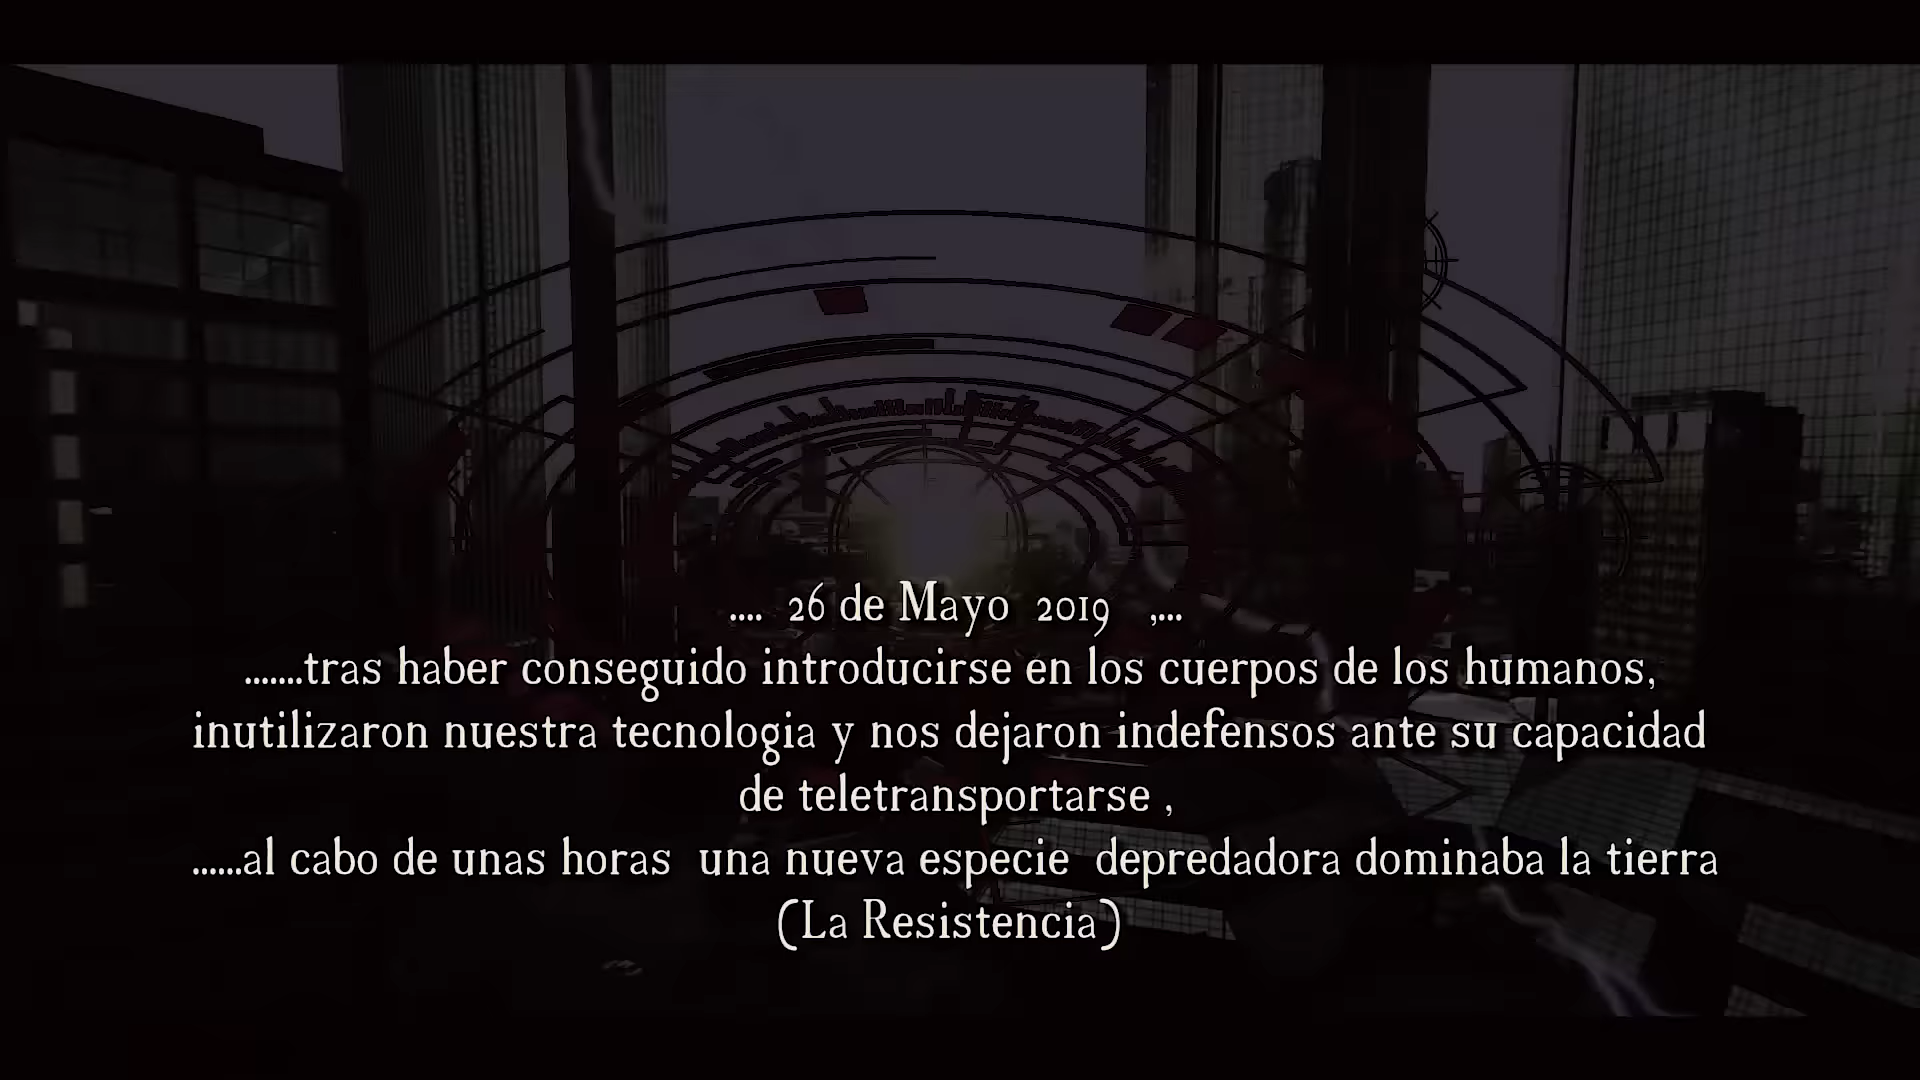 .... 26 de Mayo 2019 ,...
.......tras haber conseguido introducirse en los cuerpos de los humanos,
inutilizaron nuestra tecnologia y nos dejaron indefensos ante su capacidad
de teletransportarse ,
......al cabo de unas horas una nueva especie depredadora dominaba la tierra
(La Resistencia)